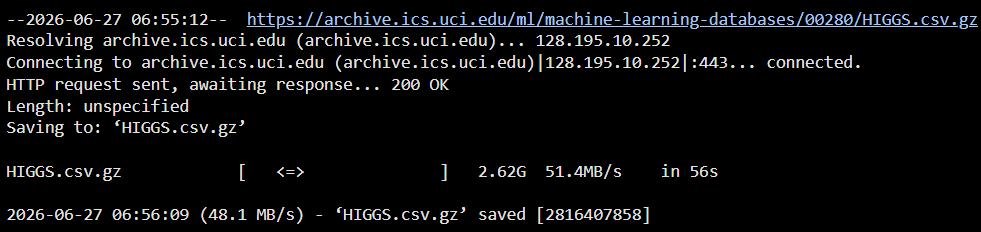 --2026-06-27 06:55:12--  https://archive.ics.uci.edu/ml/machine-learning-databases/00280/HIGGS.csv.gz
Resolving archive.ics.uci.edu (archive.ics.uci.edu)... 128.195.10.252
Connecting to archive.ics.uci.edu (archive.ics.uci.edu)|128.195.10.252|:443... connected.
HTTP request sent, awaiting response... 200 OK
Length: unspecified
Saving to: ‘HIGGS.csv.gz’
HIGGS.csv.gz            [   <=>              ]   2.62G  51.4MB/s    in 56s
2026-06-27 06:56:09 (48.1 MB/s) - ‘HIGGS.csv.gz’ saved [2816407858]